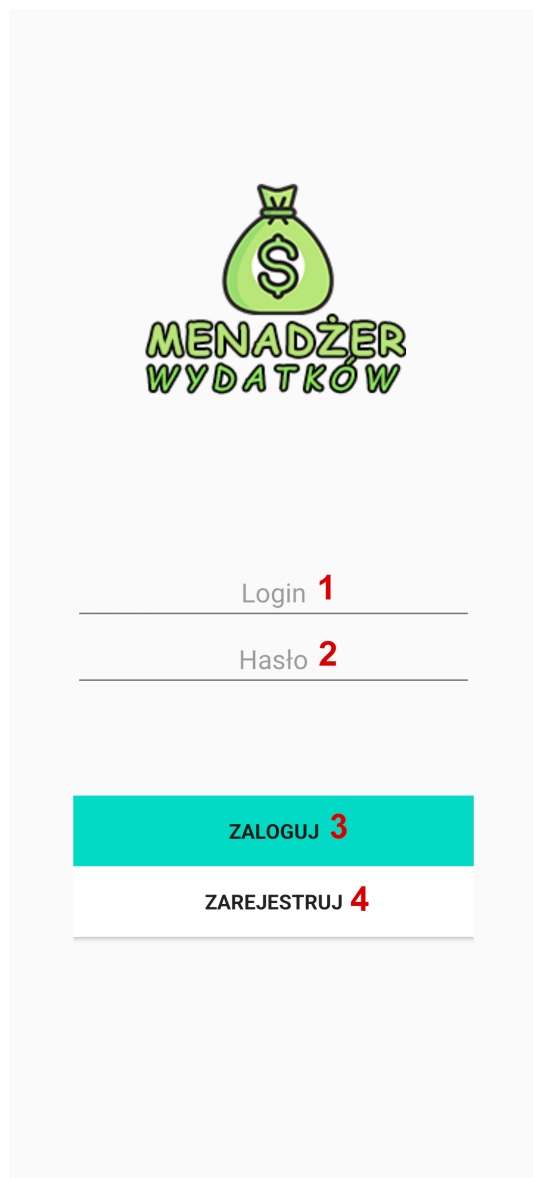 $
MENADŻER
WYDATKÓW
Login 1
Hasło 2
ZALOGUJ 3
ZAREJESTRUJ 4